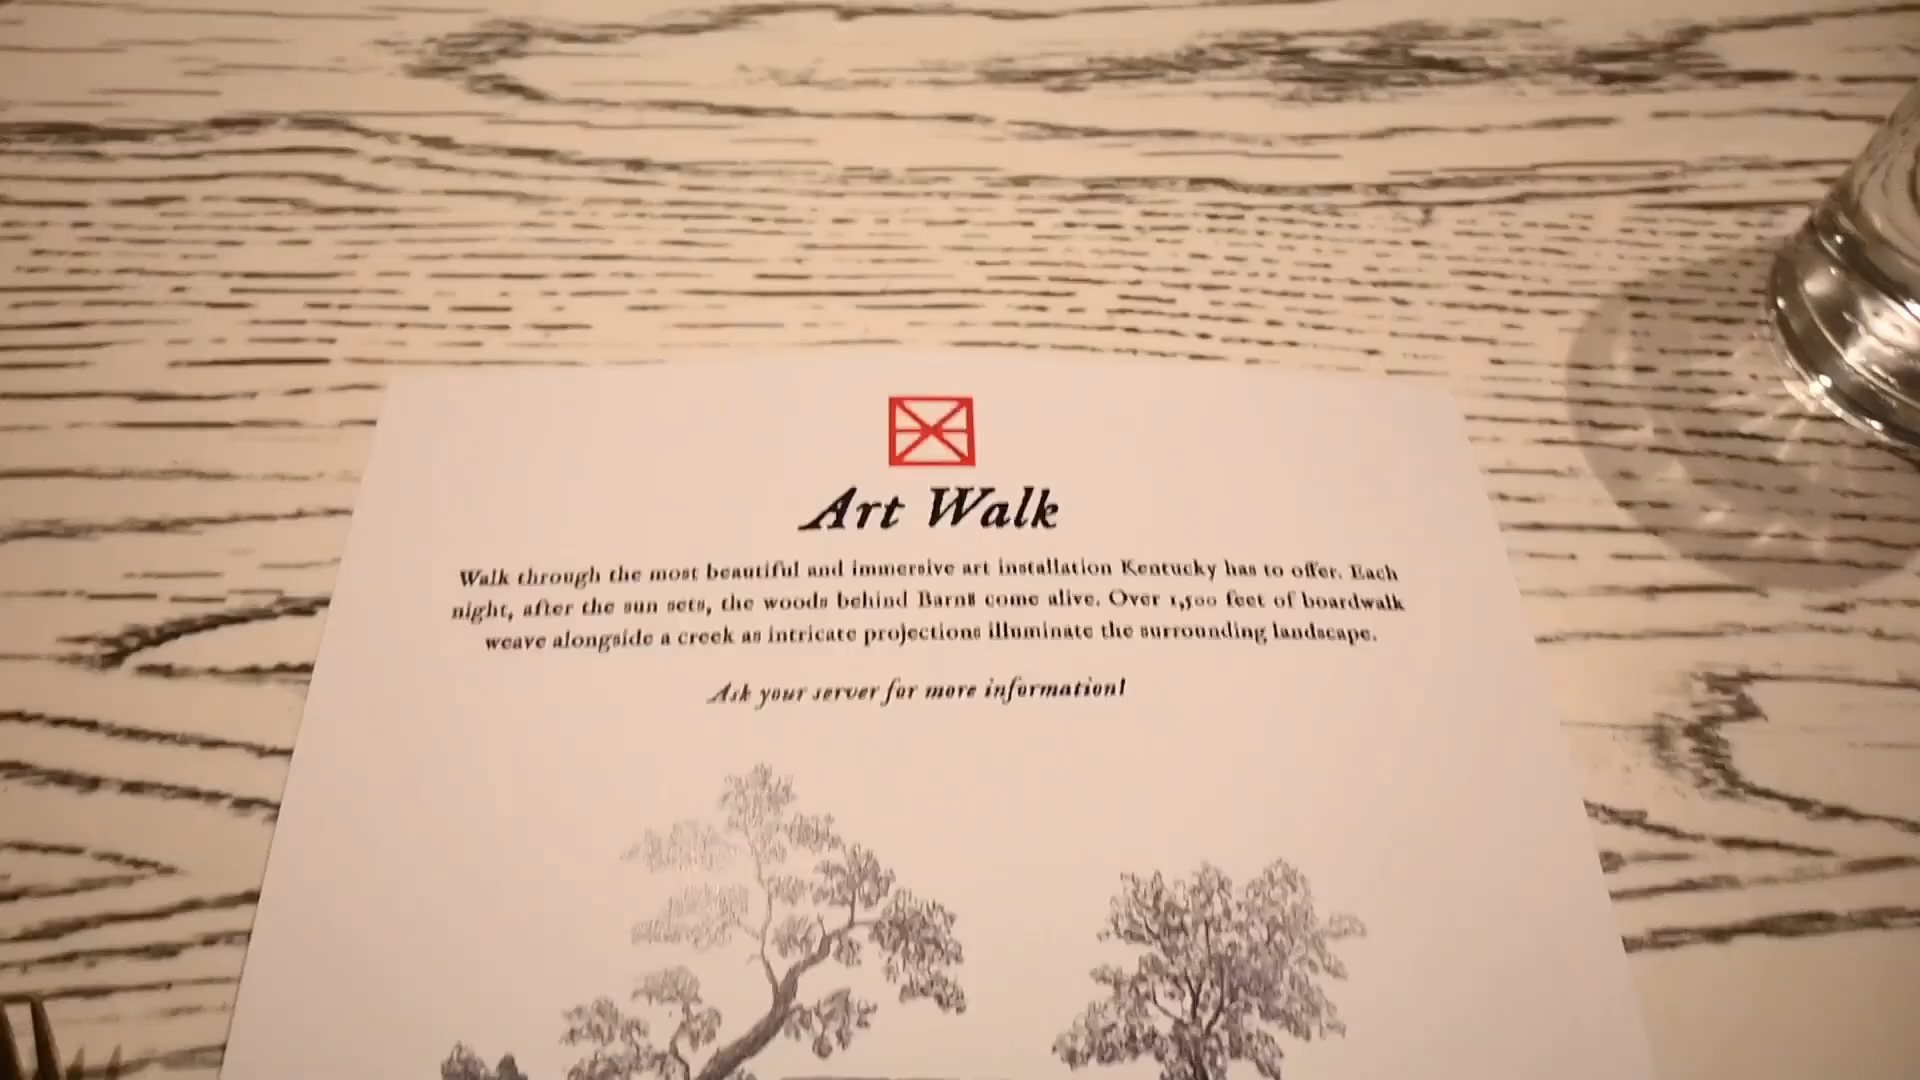 Art Walk
Walk through the most beautiful and immersive art installation Kentucky has to offer. Each
night, after the sun sets, the woods behind Barn8 come alive. Over 1,500 feet of boardwalk
weave alongside a creek as intricate projections illuminate the surrounding landscape.
Ask your server for more information!